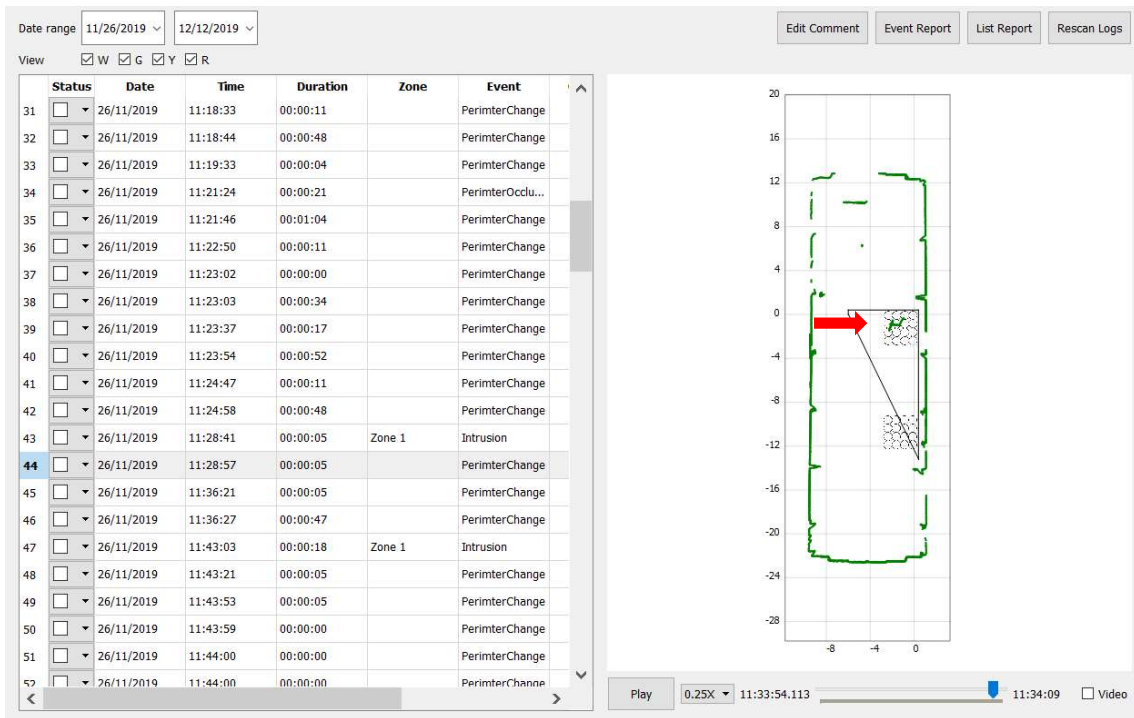 Date range 11/26/2019 12/12/2019 Edit Comment Event Report List Report Rescan Logs
View W G Y R
Status Date Time Duration Zone Event
31 26/11/2019 11:18:33 00:00:11 PerimterChange
32 26/11/2019 11:18:44 00:00:48 PerimterChange
33 26/11/2019 11:19:33 00:00:04 PerimterChange
34 26/11/2019 11:21:24 00:00:21 PerimterOcclu...
35 26/11/2019 11:21:46 00:01:04 PerimterChange
36 26/11/2019 11:22:50 00:00:11 PerimterChange
37 26/11/2019 11:23:02 00:00:00 PerimterChange
38 26/11/2019 11:23:03 00:00:34 PerimterChange
39 26/11/2019 11:23:37 00:00:17 PerimterChange
40 26/11/2019 11:23:54 00:00:52 PerimterChange
41 26/11/2019 11:24:47 00:00:11 PerimterChange
42 26/11/2019 11:24:58 00:00:48 PerimterChange
43 26/11/2019 11:28:41 00:00:05 Zone 1 Intrusion
44 26/11/2019 11:28:57 00:00:05 PerimterChange
45 26/11/2019 11:36:21 00:00:05 PerimterChange
46 26/11/2019 11:36:27 00:00:47 PerimterChange
47 26/11/2019 11:43:03 00:00:18 Zone 1 Intrusion
48 26/11/2019 11:43:21 00:00:05 PerimterChange
49 26/11/2019 11:43:53 00:00:05 PerimterChange
50 26/11/2019 11:43:59 00:00:00 PerimterChange
51 26/11/2019 11:44:00 00:00:00 PerimterChange
52 26/11/2019 11:44:00 00:00:00 PerimterChange
20
16
12
8
4
0
-4
-8
-12
-16
-20
-24
-28
-8 -4 0
Play 0.25X 11:33:54.113 11:34:09 Video